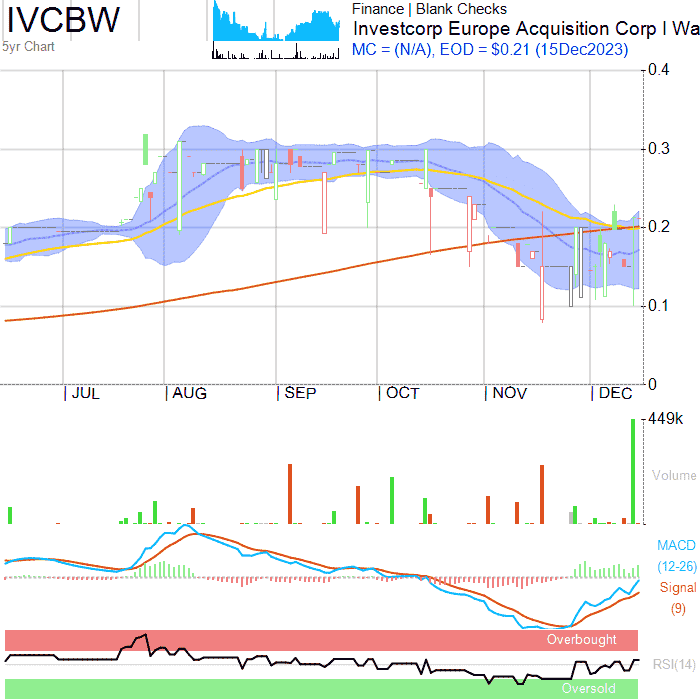 IVCBW
5yr Chart
Finance | Blank Checks
Investcorp Europe Acquisition Corp I Wa
MC = (N/A), EOD = $0.21 (15Dec2023)
0.4
0.3
0.2
0.1
0
JUL
AUG
SEP
OCT
NOV
DEC
449k
Volume
MACD
(12-26)
Signal
(9)
Overbought
RSI(14)
Oversold